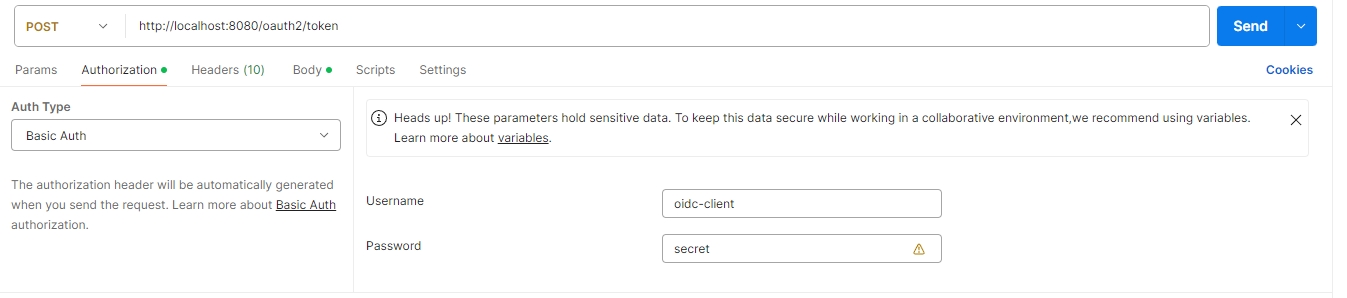 POST http://localhost:8080/oauth2/token Send
Params Authorization Headers (10) Body Scripts Settings Cookies
Auth Type
Basic Auth
The authorization header will be automatically generated
when you send the request. Learn more about Basic Auth
authorization.
Heads up! These parameters hold sensitive data. To keep this data secure while working in a collaborative environment,we recommend using variables.
Learn more about variables.
Username oidc-client
Password secret